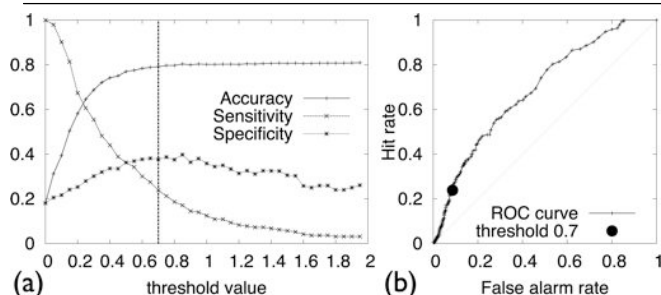 1
0.8
0.6
0.4
0.2
0
0 0.2 0.4 0.6 0.8 1 1.2 1.4 1.6 1.8 2
Accuracy
Sensitivity
Specificity
(a) threshold value
Hit rate
1
0.8
0.6
0.4
0.2
0
0 0.2 0.4 0.6 0.8 1
ROC curve
threshold 0.7
(b) False alarm rate